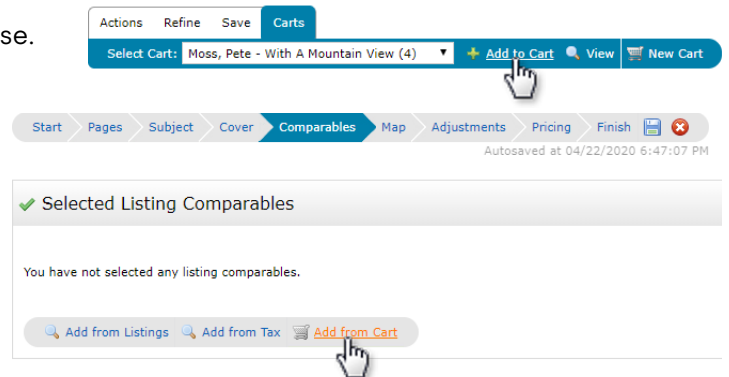 se.
Actions Refine Save Carts
Select Cart: Moss, Pete - With A Mountain View (4) Add to Cart View New Cart
Start Pages Subject Cover Comparables Map Adjustments Pricing Finish
Autosaved at 04/22/2020 6:47:07 PM
Selected Listing Comparables
You have not selected any listing comparables.
Add from Listings Add from Tax Add from Cart